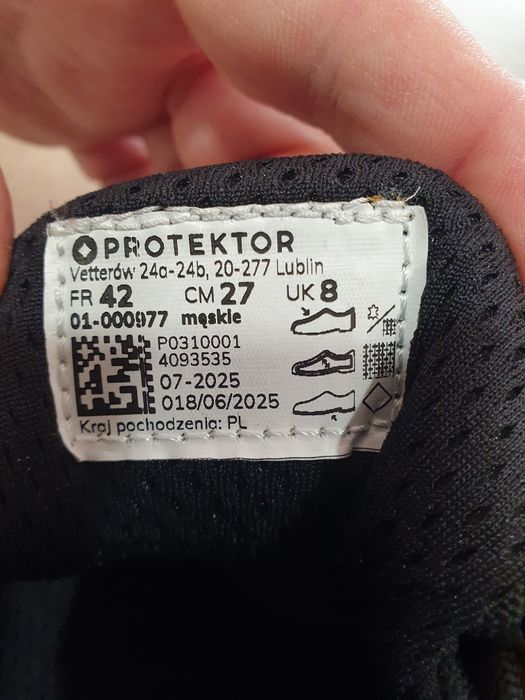 PROTEKTOR
Vetterów 24a-24b, 20-277 Lublin
FR 42 CM 27 UK 8
01-000977 męskie
P0310001
4093535
07-2025
018/06/2025
Kraj pochodzenia: PL